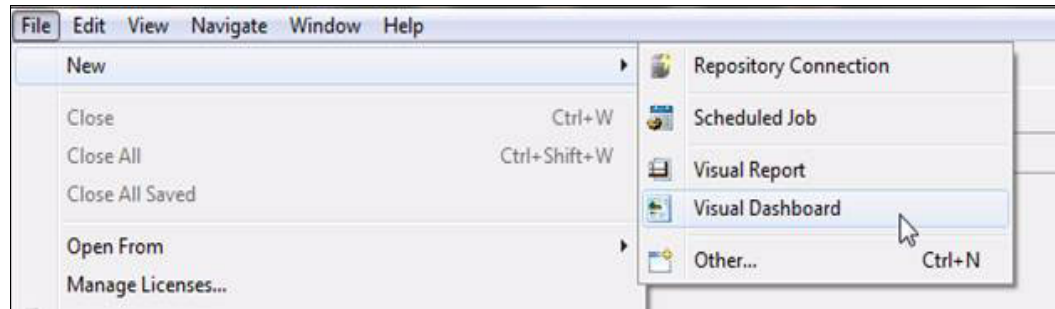 File Edit View Navigate Window Help
New
Repository Connection
Close Ctrl+W
Scheduled Job
Close All Ctrl+Shift+W
Visual Report
Close All Saved
Visual Dashboard
Open From
Other... Ctrl+N
Manage Licenses...